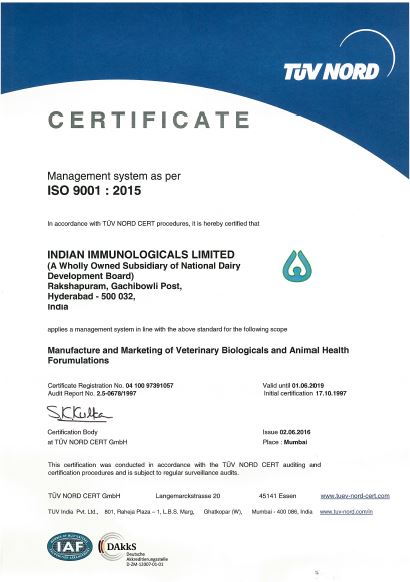 TÜV NORD
CERTIFICATE
Management system as per
ISO 9001 : 2015
In accordance with TÜV NORD CERT procedures, it is hereby certified that
INDIAN IMMUNOLOGICALS LIMITED
(A Wholly Owned Subsidiary of National Dairy
Development Board)
Rakshapuram, Gachibowli Post,
Hyderabad - 500 032,
India
applies a management system in line with the above standard for the following scope
Manufacture and Marketing of Veterinary Biologicals and Animal Health
Forumulations
Certificate Registration No. 04 100 97391057 Valid until 01.06.2019
Audit Report No. 2.5-0678/1997 Initial certification 17.10.1997
Certification Body Issue 02.06.2016
at TÜV NORD CERT GmbH Place : Mumbai
This certification was conducted in accordance with the TÜV NORD CERT auditing and
certification procedures and is subject to regular surveillance audits.
TÜV NORD CERT GmbH Langemarckstrasse 20 45141 Essen www.tuev-nord-cert.com
TUV India Pvt. Ltd., 801, Raheja Plaza – 1, L.B.S. Marg, Ghatkopar (W), Mumbai - 400 086, India www.tuv-nord.com/in
IAF
DAkkS
Deutsche
Akkreditierungsstelle
D-ZM-12007-01-01